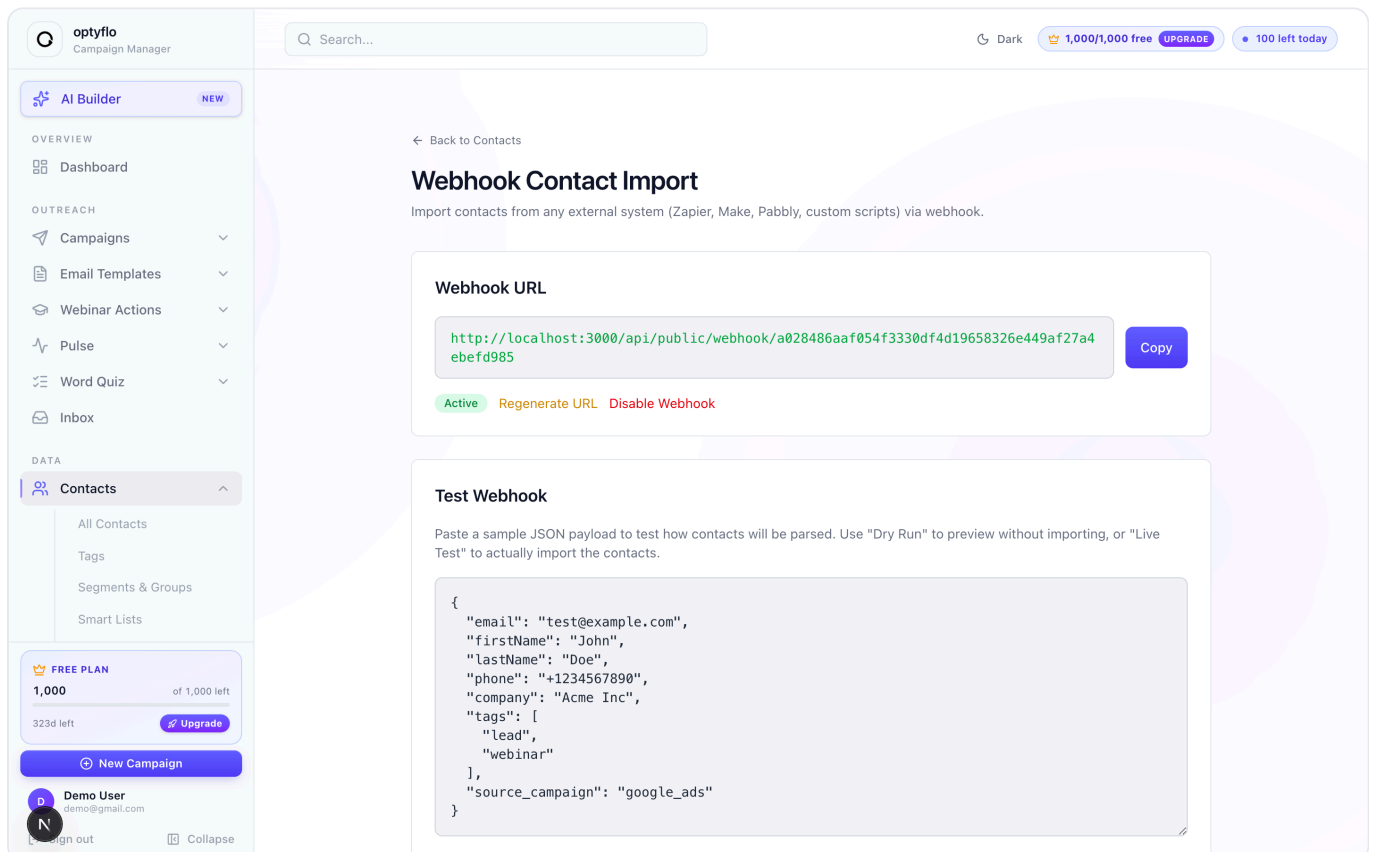 optyflo
Campaign Manager
Search...
Dark
1,000/1,000 free UPGRADE
100 left today
AI Builder NEW
OVERVIEW
Dashboard
OUTREACH
Campaigns
Email Templates
Webinar Actions
Pulse
Word Quiz
Inbox
DATA
Contacts
All Contacts
Tags
Segments & Groups
Smart Lists
FREE PLAN
1,000 of 1,000 left
323d left Upgrade
New Campaign
D
Demo User
demo@gmail.com
N
Sign out Collapse
Back to Contacts
Webhook Contact Import
Import contacts from any external system (Zapier, Make, Pabbly, custom scripts) via webhook.
Webhook URL
http://localhost:3000/api/public/webhook/a028486aaf054f3330df4d19658326e449af27a4
ebefd985
Copy
Active Regenerate URL Disable Webhook
Test Webhook
Paste a sample JSON payload to test how contacts will be parsed. Use "Dry Run" to preview without importing, or "Live
Test" to actually import the contacts.
{
"email": "test@example.com",
"firstName": "John",
"lastName": "Doe",
"phone": "+1234567890",
"company": "Acme Inc",
"tags": [
"lead",
"webinar"
],
"source_campaign": "google_ads"
}